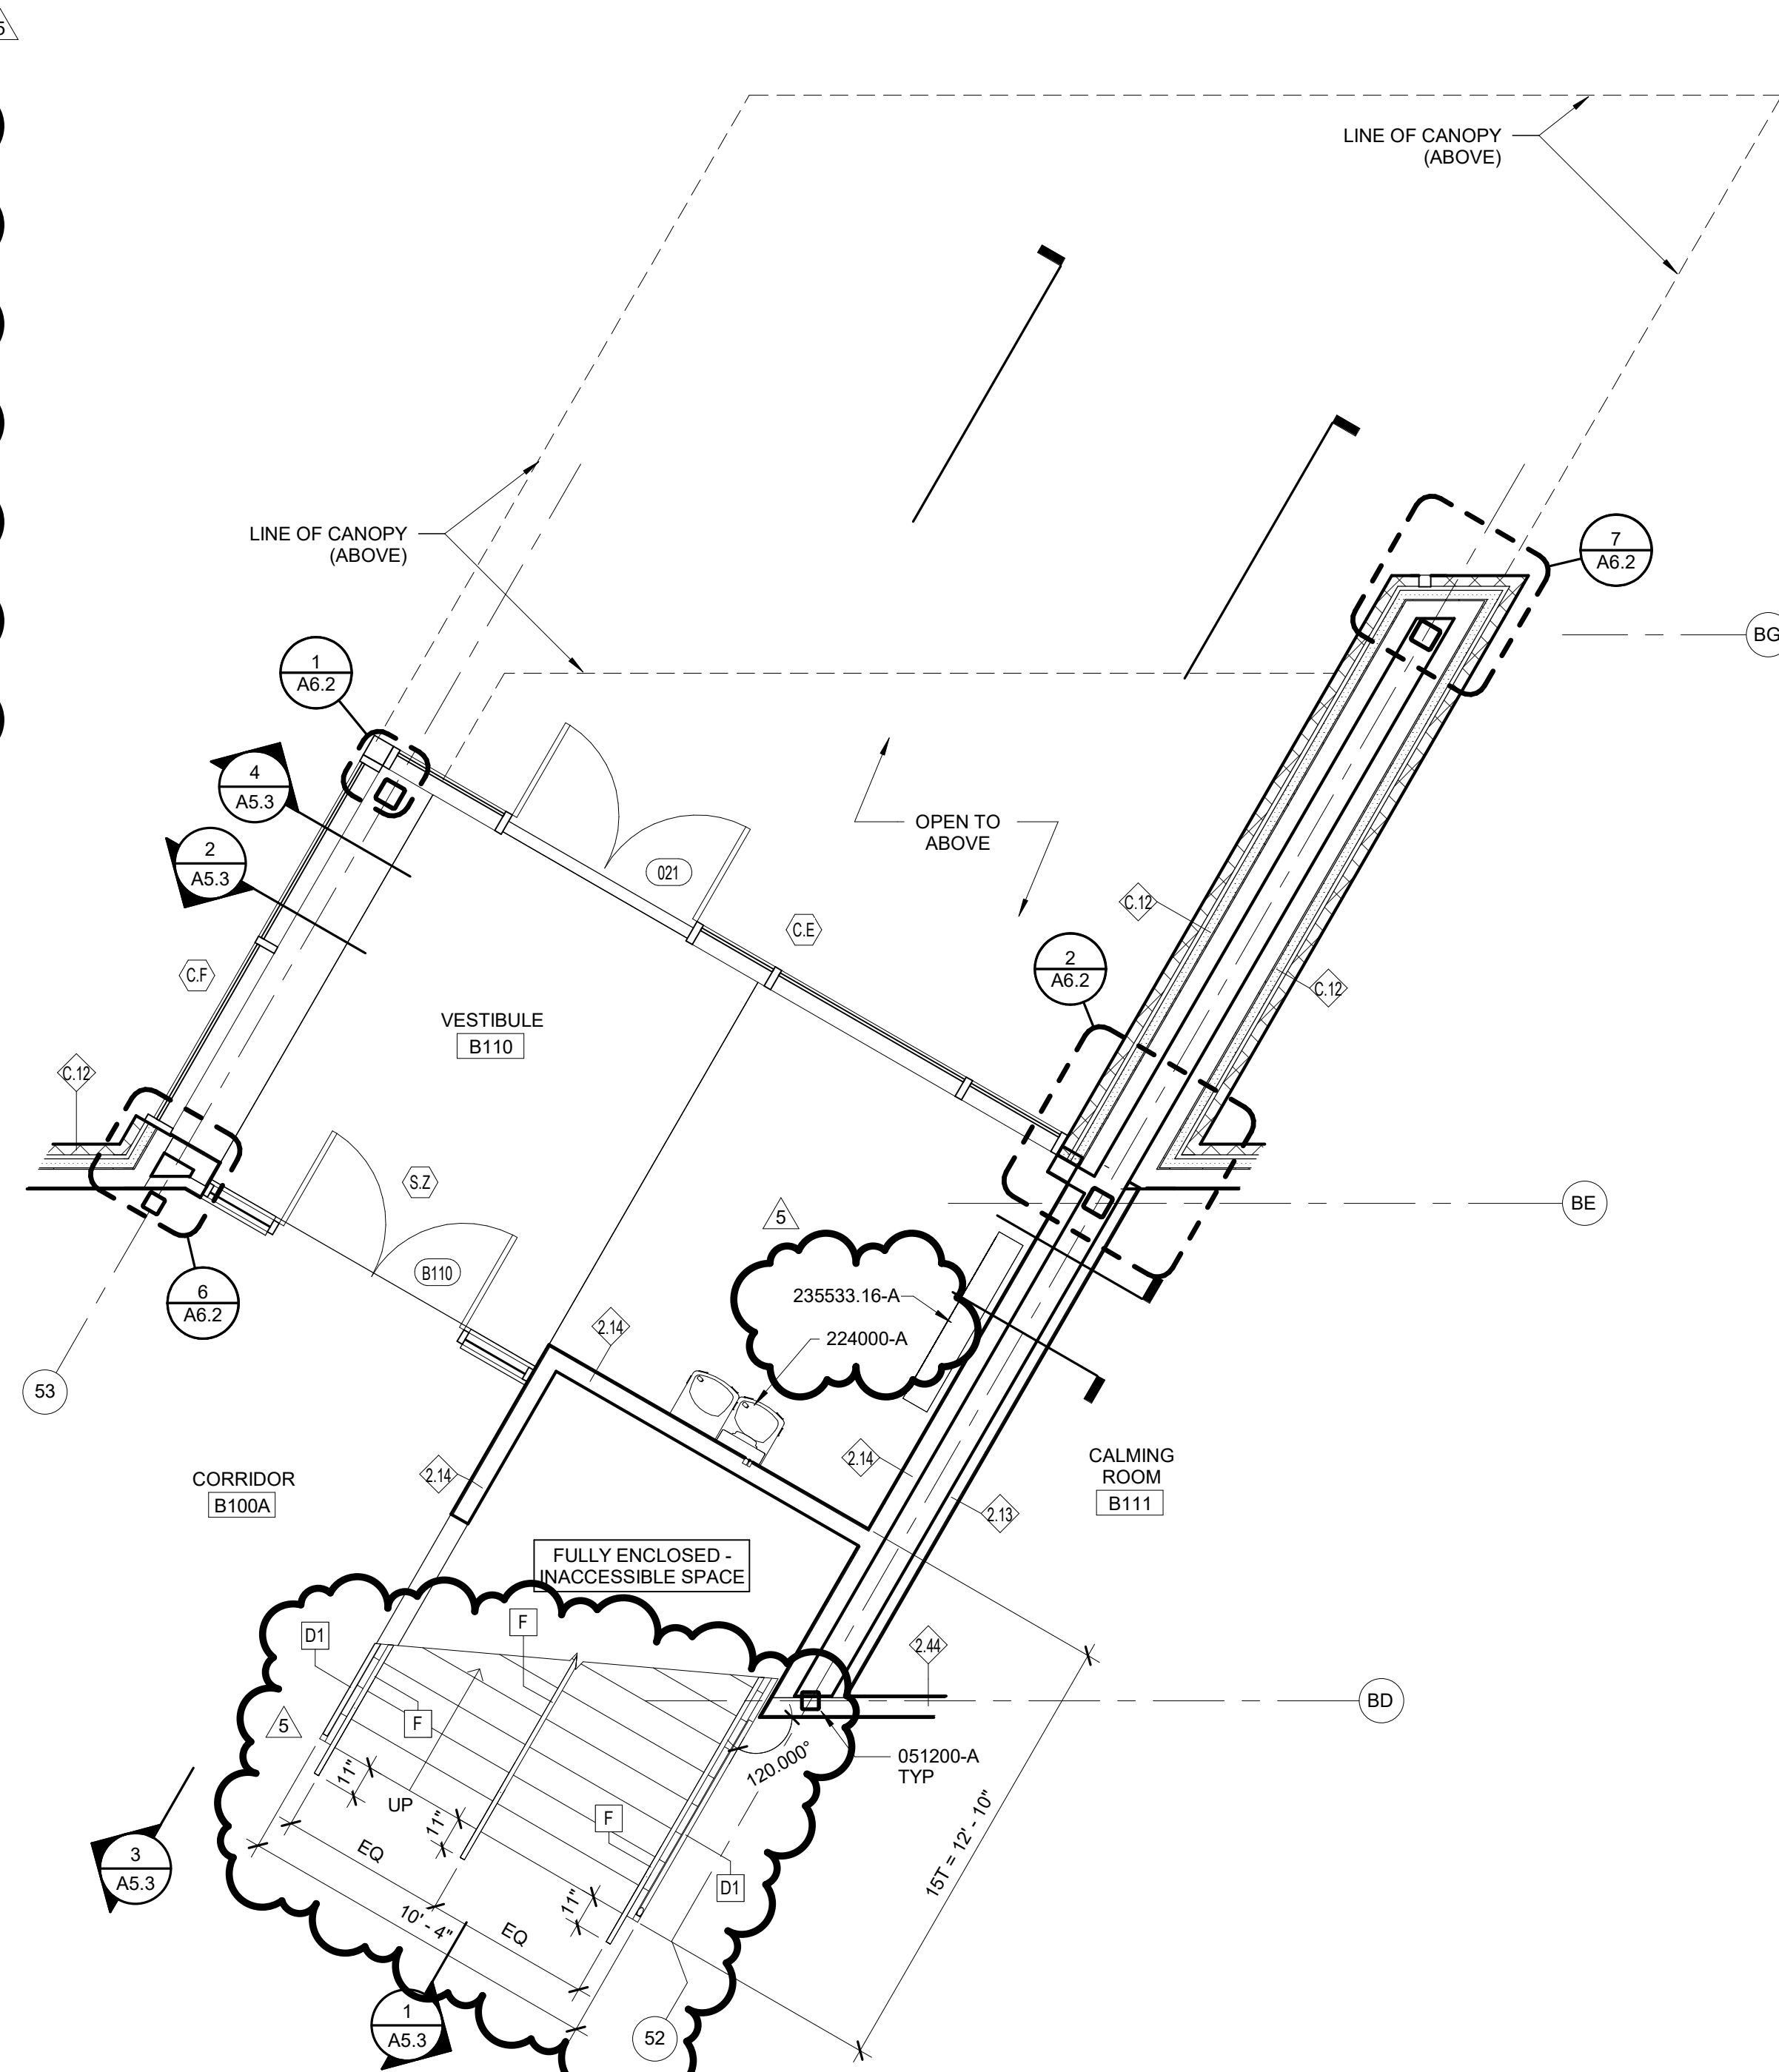 5
LINE OF CANOPY
(ABOVE)
LINE OF CANOPY
(ABOVE)
7
A6.2
BG
1
A6.2
4
A5.3
2
A5.3
OPEN TO
ABOVE
021
C.E
C.12
C.F
2
A6.2
C.12
VESTIBULE
B110
C.12
S.Z
BE
5
B110
235533.16-A
224000-A
6
A6.2
2.14
53
CORRIDOR
B100A
2.14
2.14
CALMING
ROOM
B111
2.13
FULLY ENCLOSED -
INACCESSIBLE SPACE
D1
F
2.44
5
F
BD
051200-A
TYP
120.000°
11"
UP
11"
F
EQ
15T = 12' - 10"
3
A5.3
D1
11"
10' - 4"
EQ
1
A5.3
52